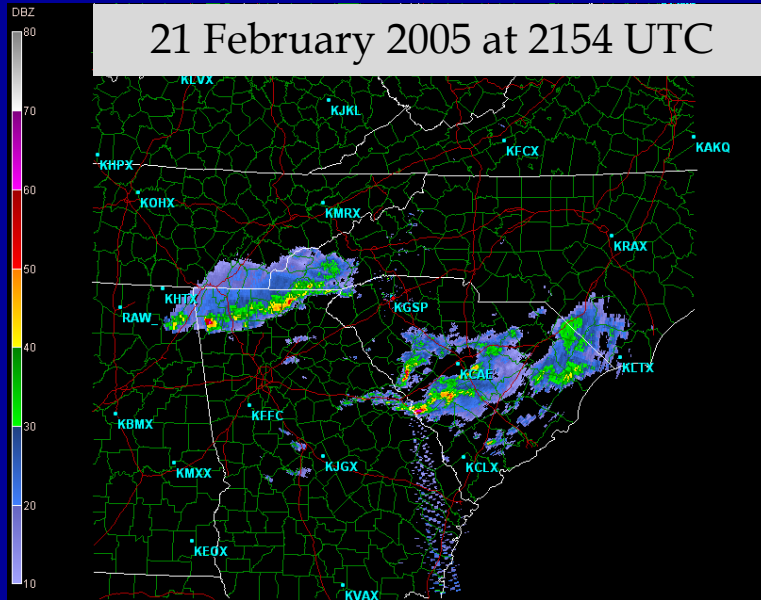 DBZ
21 February 2005 at 2154 UTC
80
70
60
50
40
30
20
10
KLVX
KJKL
KFCX
KAKQ
KHPX
KOHX
KMRX
KRAX
KHTX
RAW_
KGSP
KLTX
KCAE
KBMX
KFFC
KMXX
KJGX
KCLX
KEOX
KVAX